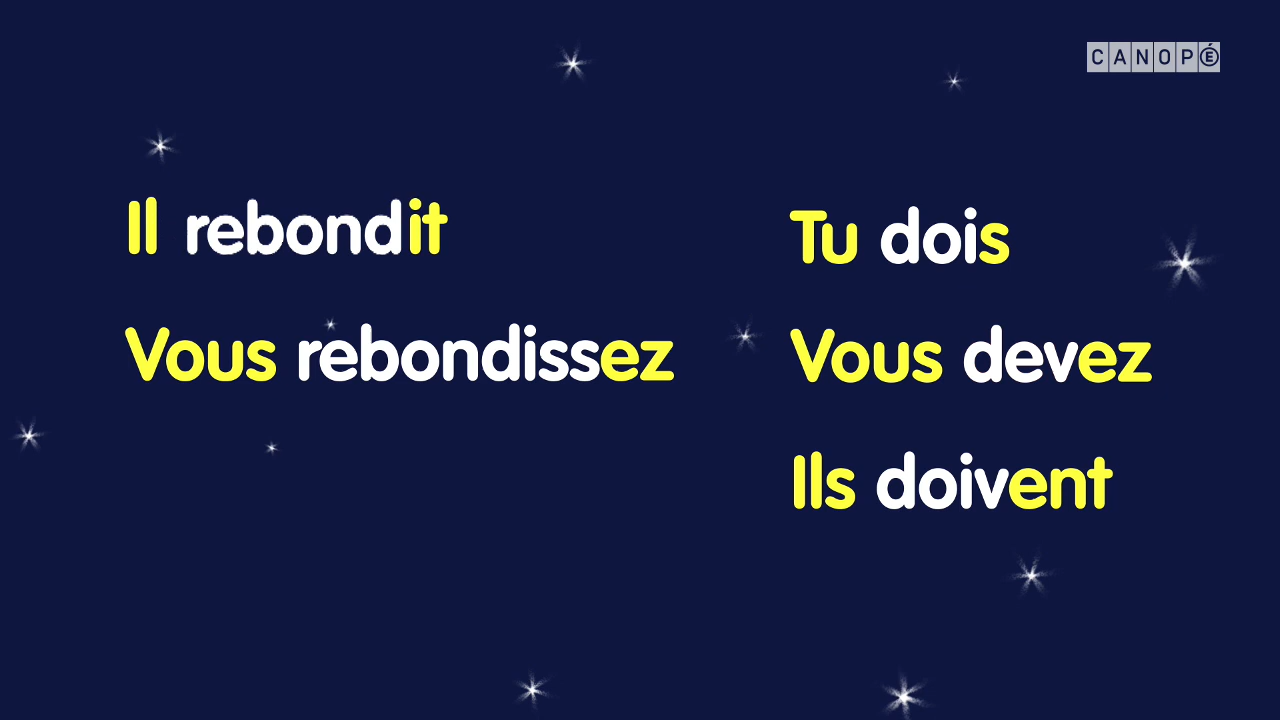 CANOPÉ
Il rebondit
Vous rebondissez
Tu dois
Vous devez
Ils doivent